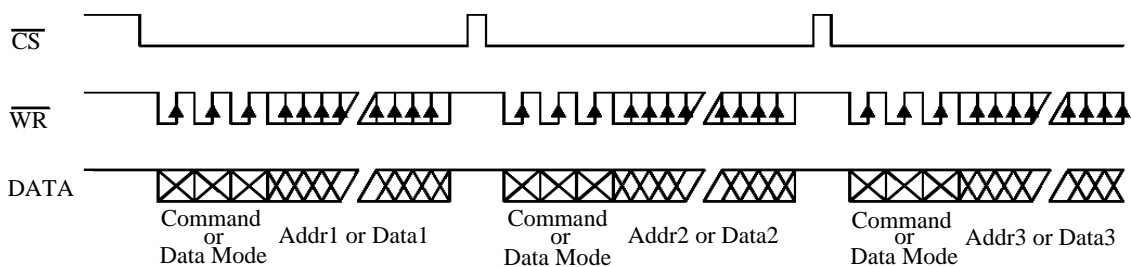 CS
WR
DATA
Command
or
Data Mode
Addr1 or Data1
Command
or
Data Mode
Addr2 or Data2
Command
or
Data Mode
Addr3 or Data3